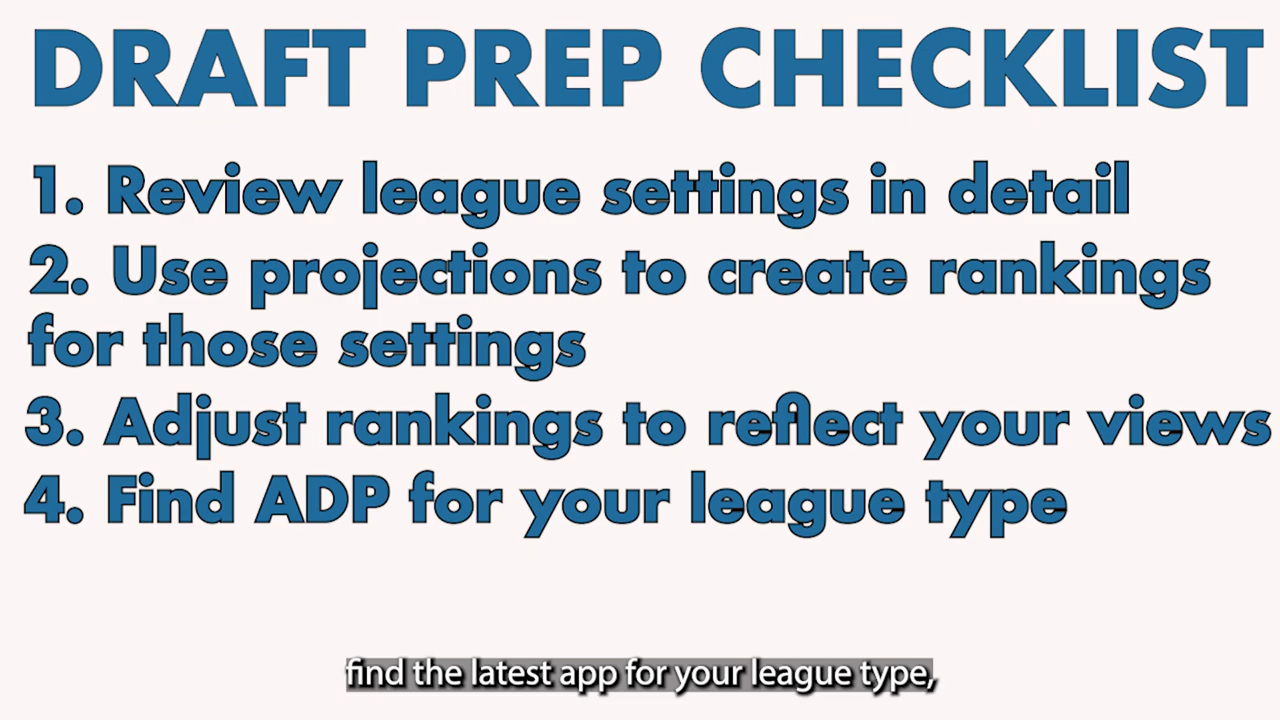 DRAFT PREP CHECKLIST
1. Review league settings in detail
2. Use projections to create rankings
for those settings
3. Adjust rankings to reflect your views
4. Find ADP for your league type
find the latest app for your league type,